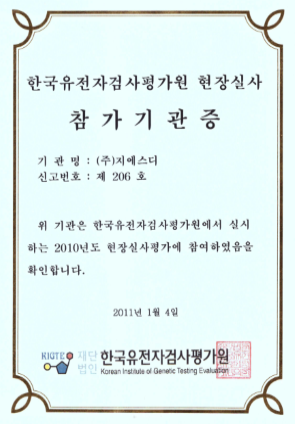 한국유전자검사평가원 현장실사
참 가 기 관 증
기 관 명 : (주)지에스디
신고번호 : 제 206 호
위 기관은 한국유전자검사평가원에서 실시
하는 2010년도 현장실사평가에 참여하였음을
확인합니다.
2011년 1월 4일
KIGTE 재단법인 한국유전자검사평가원
Korean Institute of Genetic Testing Evaluation